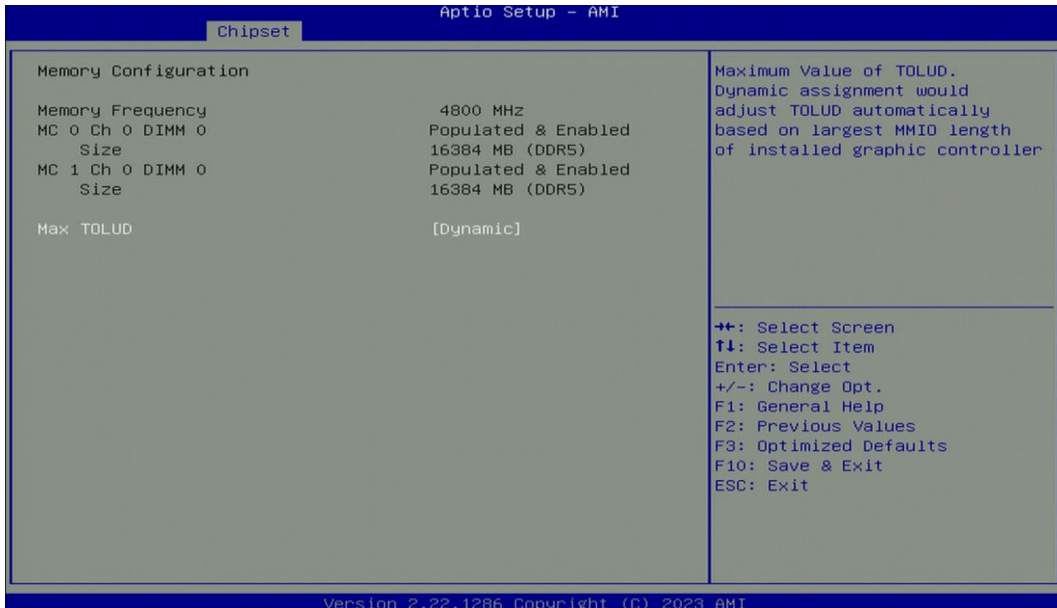 Aptio Setup – AMI
Chipset
Memory Configuration
Memory Frequency 4800 MHz
MC 0 Ch 0 DIMM 0 Populated & Enabled
Size 16384 MB (DDR5)
MC 1 Ch 0 DIMM 0 Populated & Enabled
Size 16384 MB (DDR5)
Max TOLUD [Dynamic]
Maximum Value of TOLUD.
Dynamic assignment would
adjust TOLUD automatically
based on largest MMIO length
of installed graphic controller
→←: Select Screen
↑↓: Select Item
Enter: Select
+/-: Change Opt.
F1: General Help
F2: Previous Values
F3: Optimized Defaults
F10: Save & Exit
ESC: Exit
Version 2.22.1286 Copyright (C) 2023 AMI